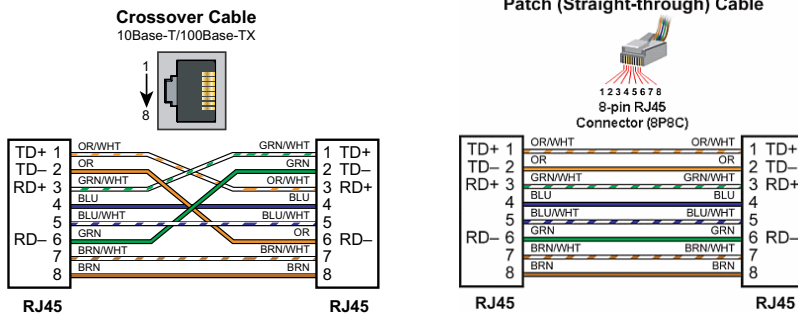 Crossover Cable
10Base-T/100Base-TX
1
8
TD+ 1 OR/WHT GRN/WHT 1 TD+
TD– 2 OR GRN 2 TD–
RD+ 3 GRN/WHT OR/WHT 3 RD+
4 BLU BLU 4
5 BLU/WHT BLU/WHT 5
RD– 6 GRN OR 6 RD–
7 BRN/WHT BRN/WHT 7
8 BRN BRN 8
RJ45 RJ45
Patch (Straight-through) Cable
1 2 3 4 5 6 7 8
8-pin RJ45
Connector (8P8C)
TD+ 1 OR/WHT OR/WHT 1 TD+
TD– 2 OR OR 2 TD–
RD+ 3 GRN/WHT GRN/WHT 3 RD+
4 BLU BLU 4
5 BLU/WHT BLU/WHT 5
RD– 6 GRN GRN 6 RD–
7 BRN/WHT BRN/WHT 7
8 BRN BRN 8
RJ45 RJ45